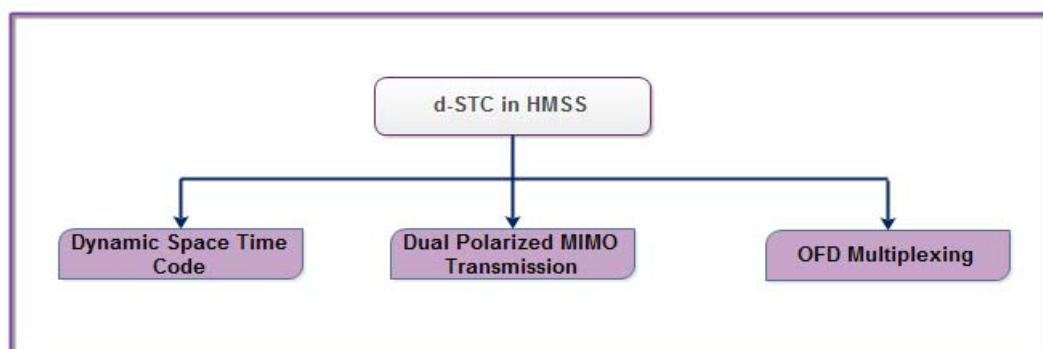 d-STC in HMSS
Dynamic Space Time
Code
Dual Polarized MIMO
Transmission
OFD Multiplexing